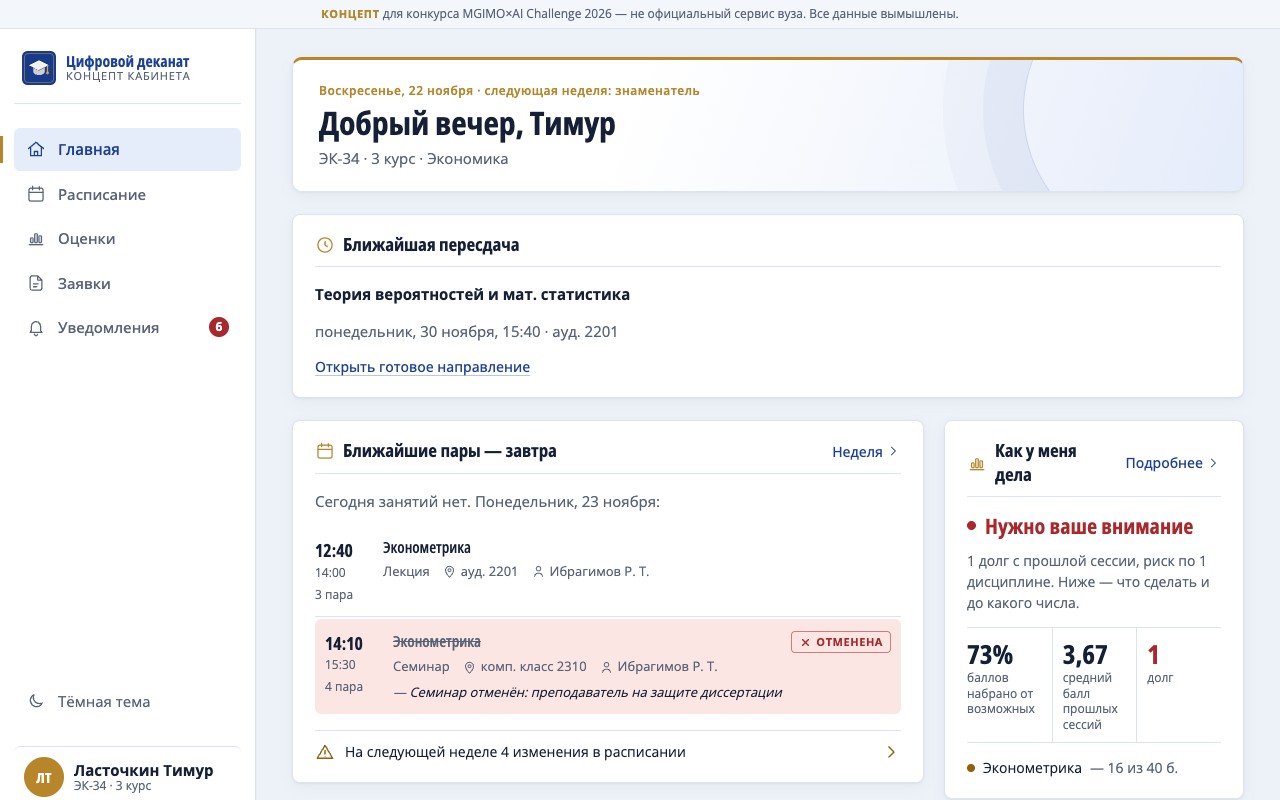 КОНЦЕПТ для конкурса MGIMO×AI Challenge 2026 — не официальный сервис вуза. Все данные вымышлены.
Цифровой деканат
КОНЦЕПТ КАБИНЕТА
Главная
Расписание
Оценки
Заявки
Уведомления 6
Тёмная тема
ЛТ
Ласточкин Тимур
ЭК-34 · 3 курс
Воскресенье, 22 ноября · следующая неделя: знаменатель
Добрый вечер, Тимур
ЭК-34 · 3 курс · Экономика
Ближайшая пересдача
Теория вероятностей и мат. статистика
понедельник, 30 ноября, 15:40 · ауд. 2201
Открыть готовое направление
Ближайшие пары — завтра
Неделя
Сегодня занятий нет. Понедельник, 23 ноября:
12:40 Эконометрика
14:00 Лекция ауд. 2201 Ибрагимов Р. Т.
3 пара
14:10 Эконометрика ОТМЕНЕНА
15:30 Семинар комп. класс 2310 Ибрагимов Р. Т.
4 пара — Семинар отменён: преподаватель на защите диссертации
На следующей неделе 4 изменения в расписании
Как у меня
дела
Подробнее
Нужно ваше внимание
1 долг с прошлой сессии, риск по 1
дисциплине. Ниже — что сделать и
до какого числа.
73%
баллов
набрано от
возможных
3,67
средний
балл
прошлых
сессий
1
долг
Эконометрика — 16 из 40 б.